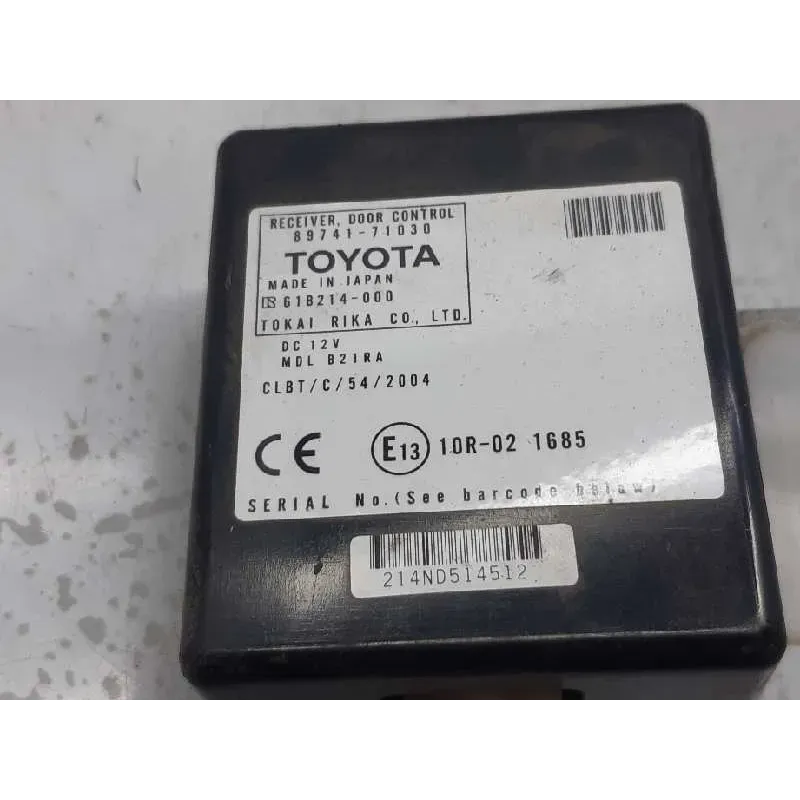 RECEIVER, DOOR CONTROL
89741-71030
TOYOTA
MADE IN JAPAN
61B214-000
TOKAI RIKA CO., LTD.
DC 12V
MDL B21RA
CLBT/C/54/2004
CE E13 10R-02 1685
SERIAL No.(See barcode below)
214ND514512